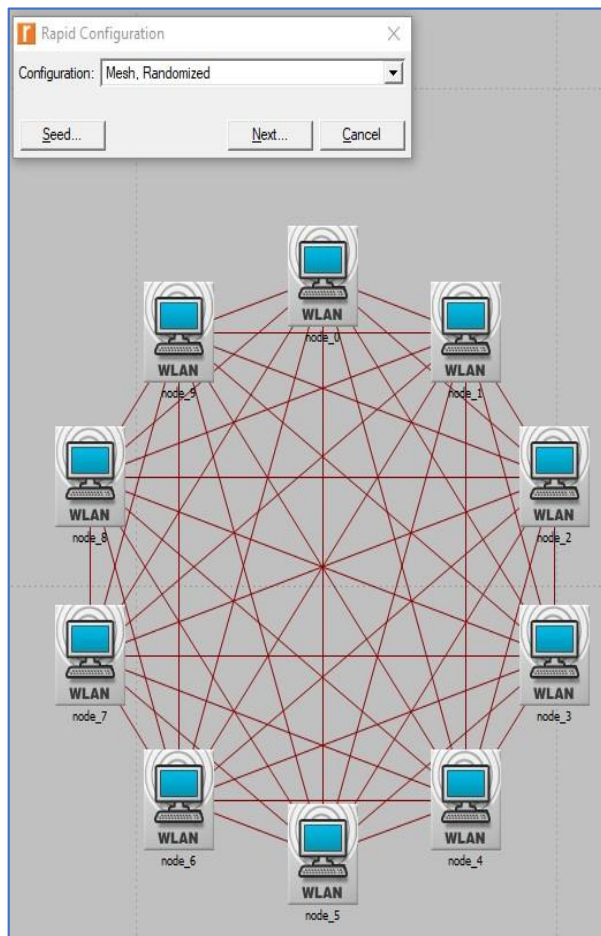 Rapid Configuration
Configuration: Mesh, Randomized
Seed... Next... Cancel
WLAN
node_0
WLAN
node_9
WLAN
node_1
WLAN
node_8
WLAN
node_2
WLAN
node_7
WLAN
node_3
WLAN
node_6
WLAN
node_4
WLAN
node_5